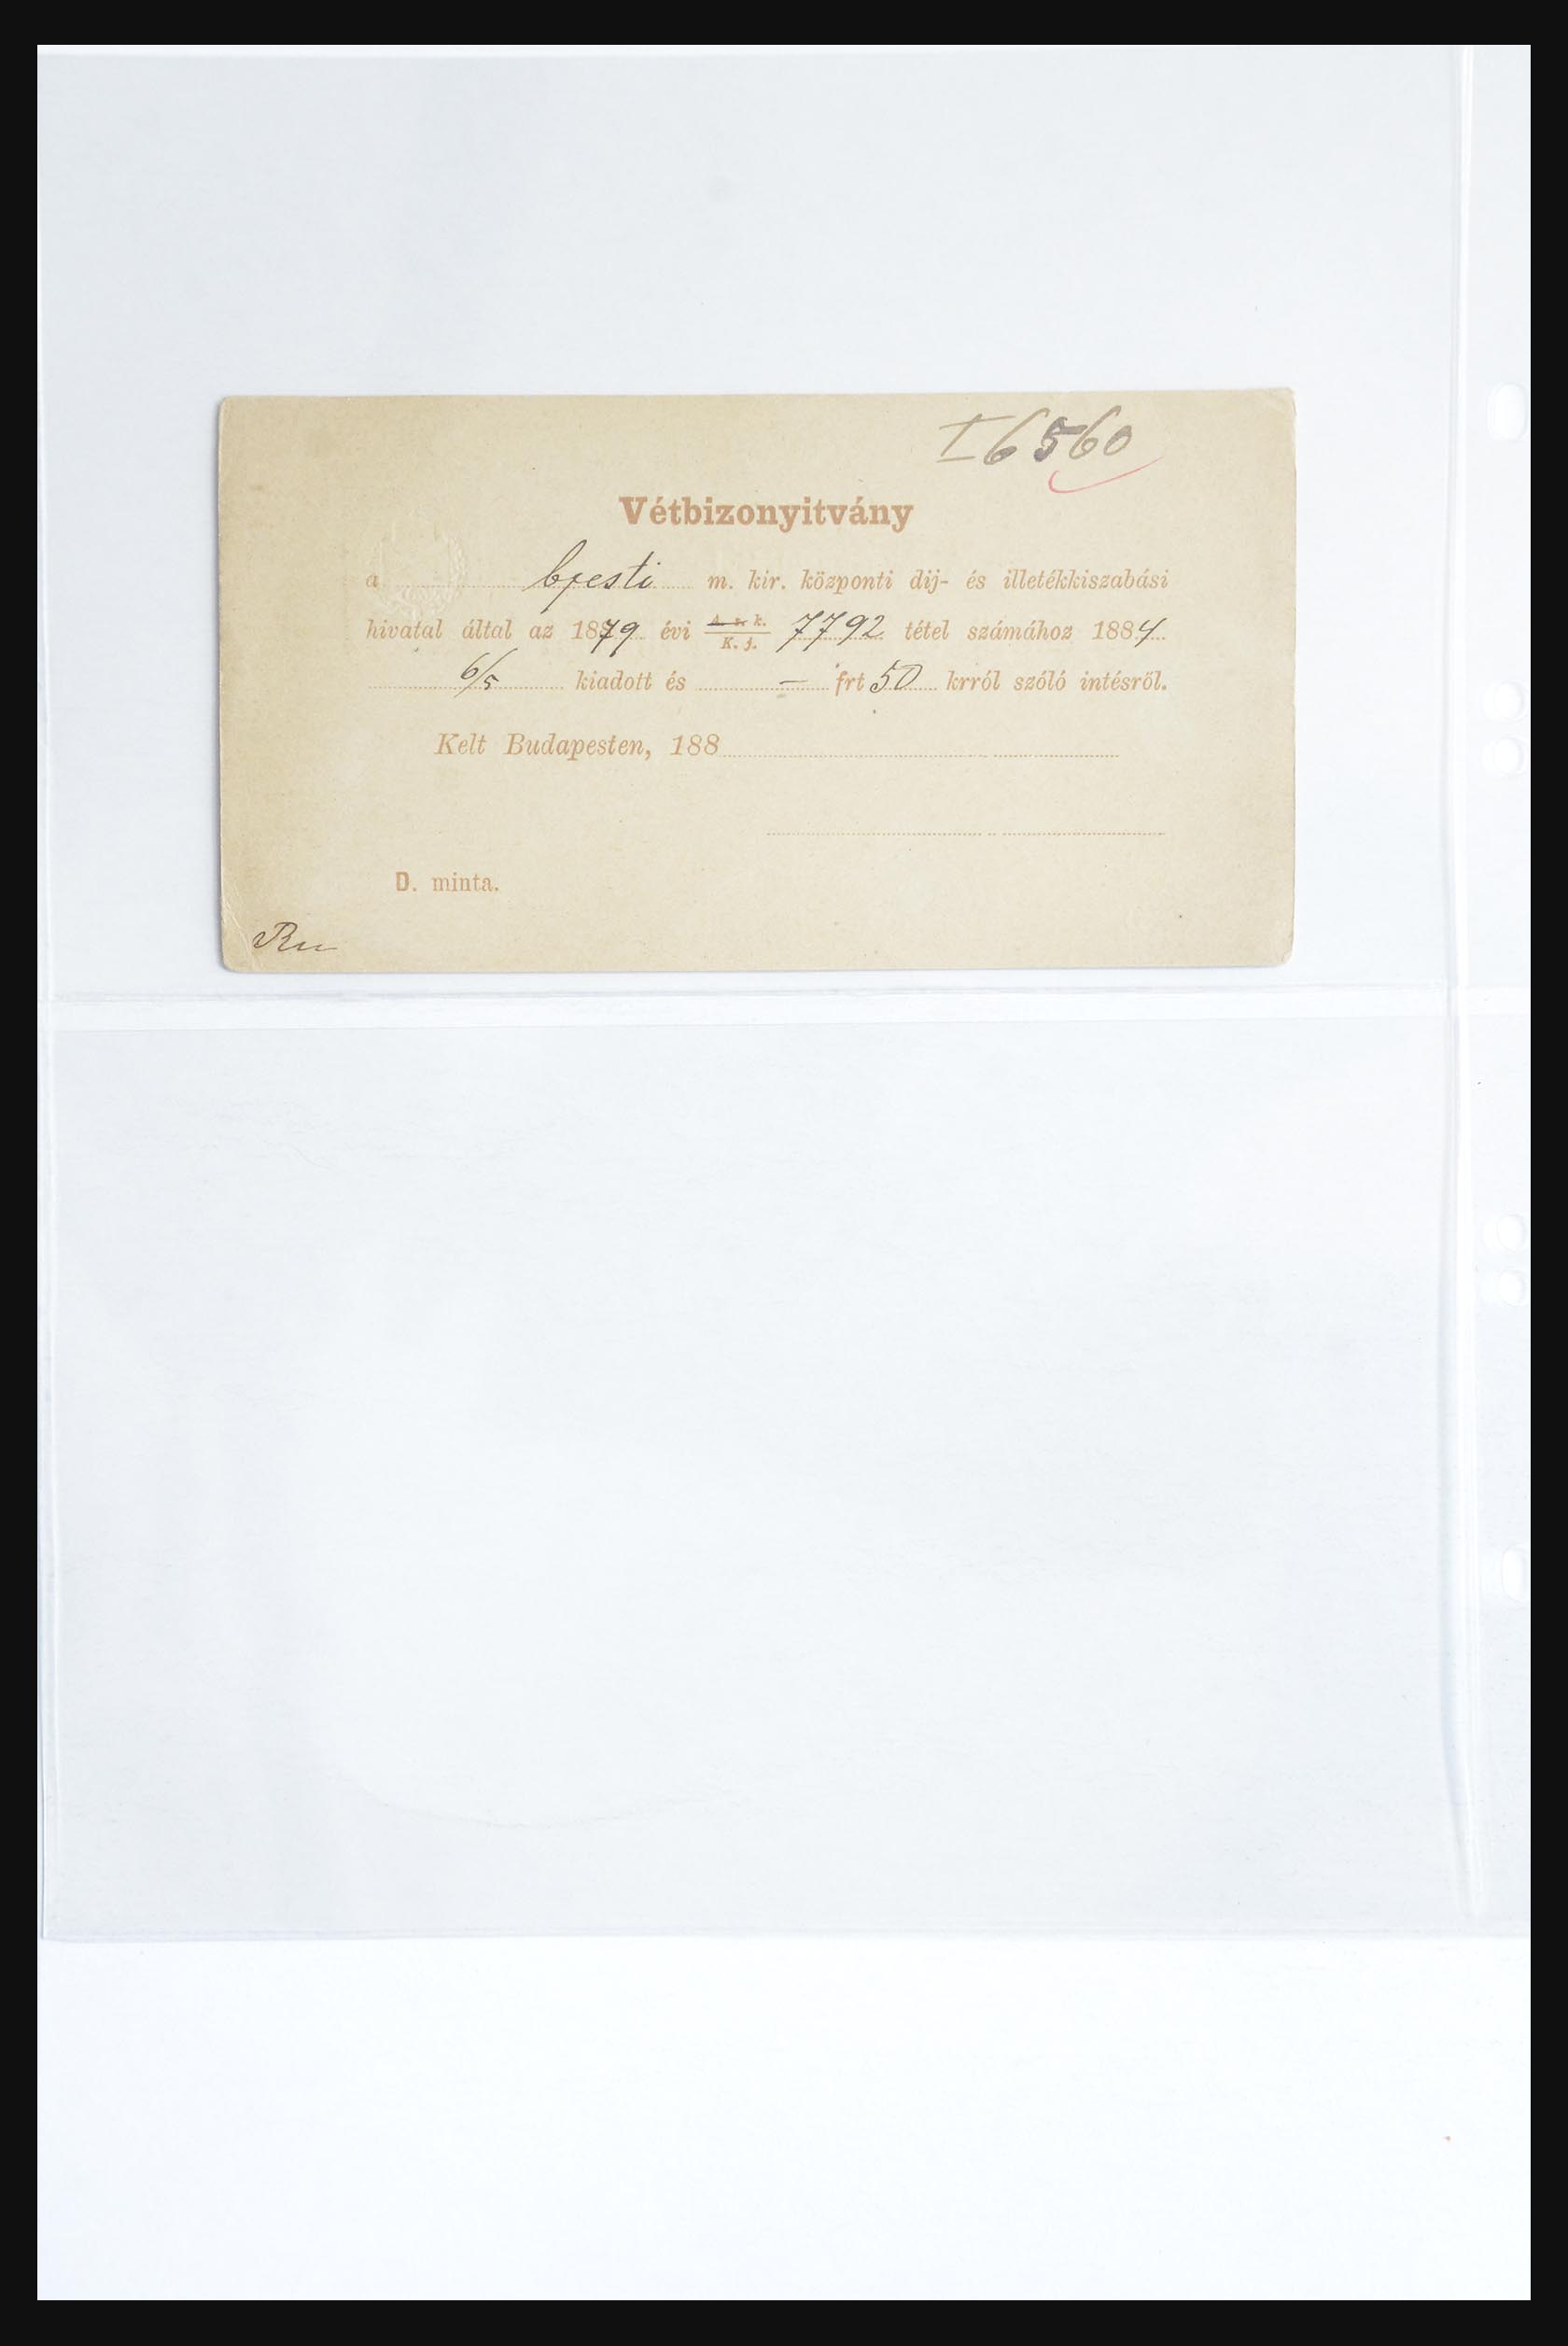 I 6560
Vétbizonyitvány
a bpesti m. kir. központi dij- és illetékkiszabási
hivatal által az 1879 évi K. j. 7792 tétel számához 1884
6/5 kiadott és — frt 50 krról szóló intésről.
Kelt Budapesten, 188
D. minta.